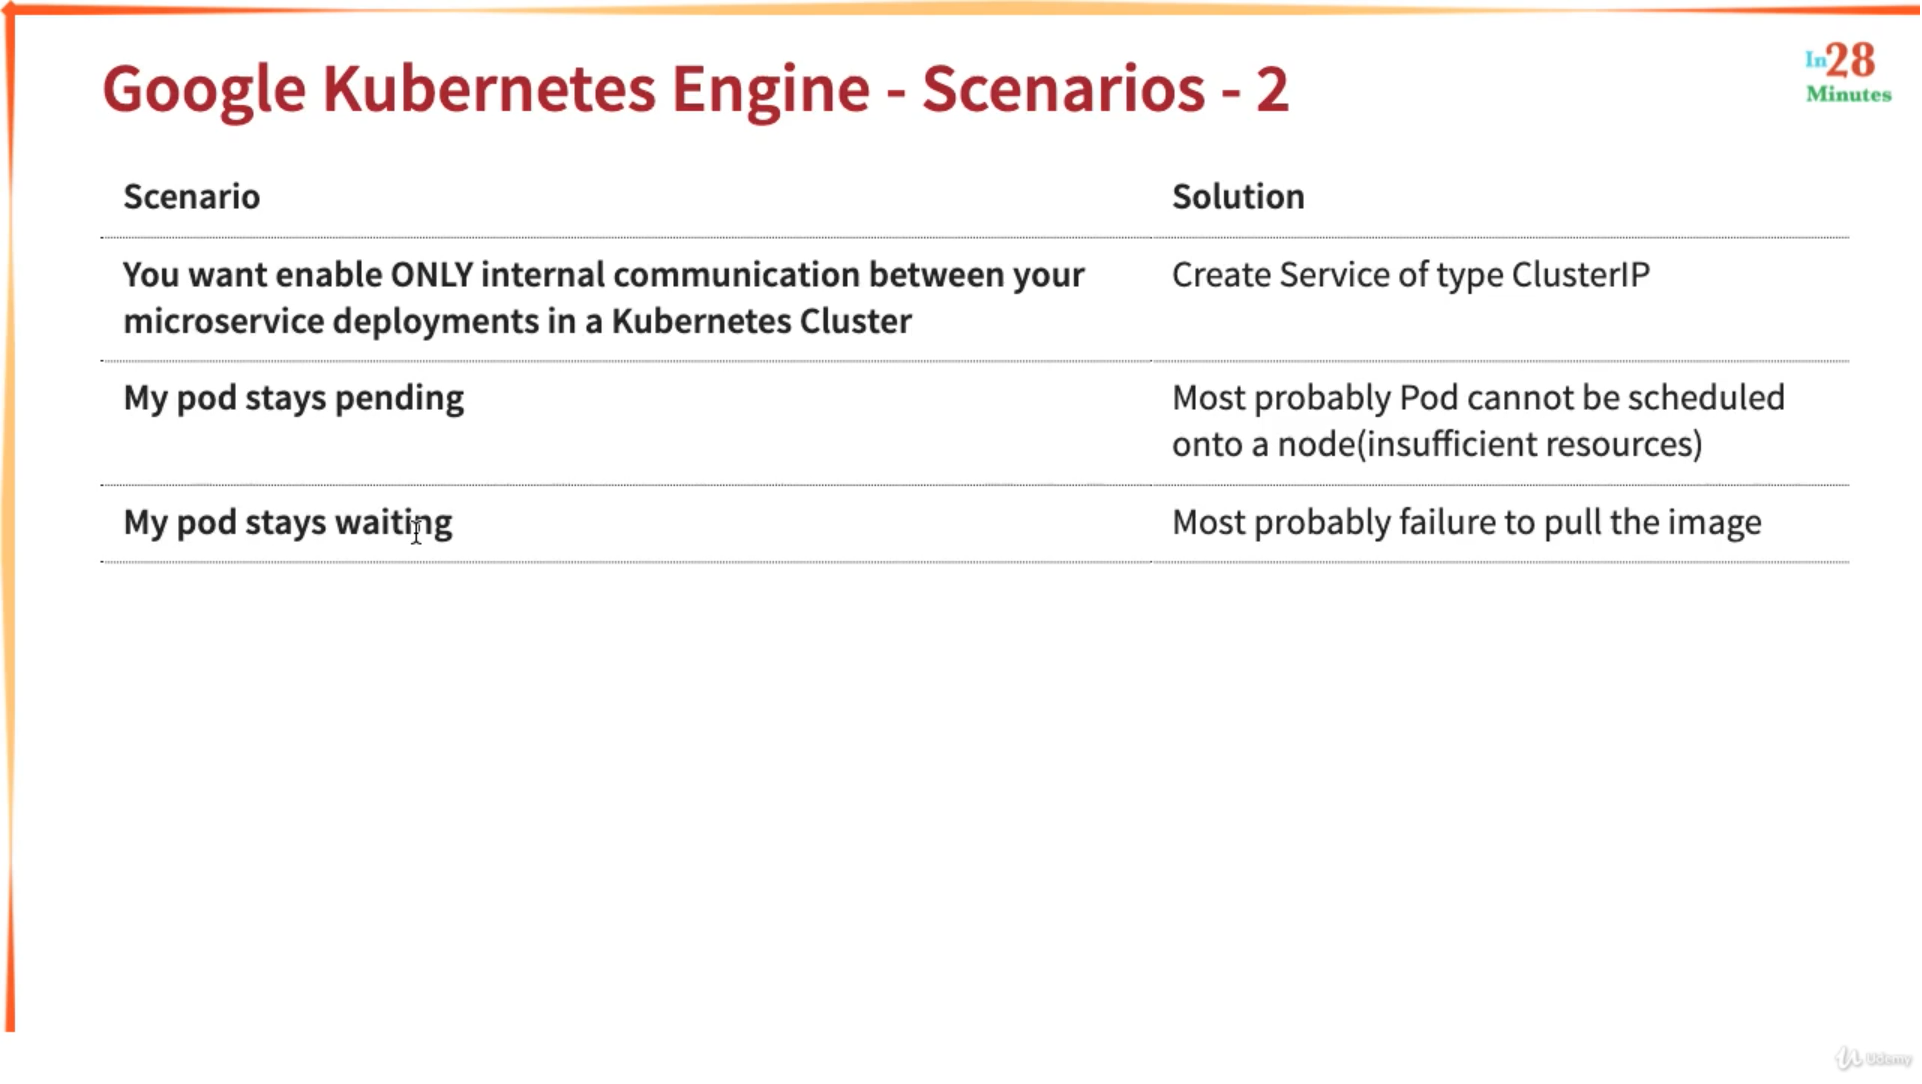 Google Kubernetes Engine - Scenarios - 2
In28
Minutes
Scenario
Solution
You want enable ONLY internal communication between your
microservice deployments in a Kubernetes Cluster
Create Service of type ClusterIP
My pod stays pending
Most probably Pod cannot be scheduled
onto a node(insufficient resources)
My pod stays waiting
Most probably failure to pull the image
Udemy